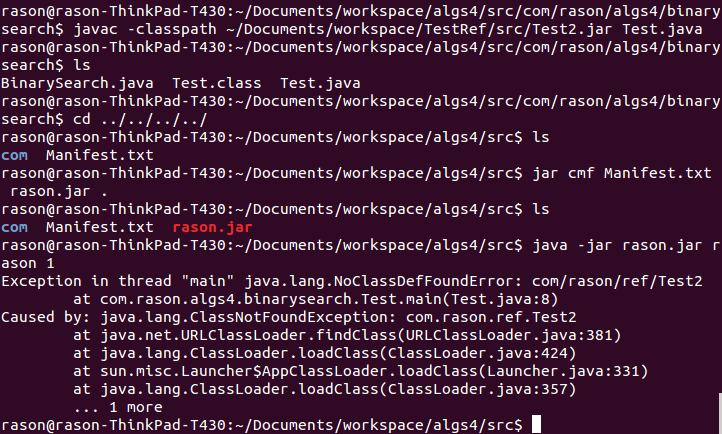 rason@rason-ThinkPad-T430:~/Documents/workspace/algs4/src/com/rason/algs4/binary
search$ javac -classpath ~/Documents/workspace/TestRef/src/Test2.jar Test.java
rason@rason-ThinkPad-T430:~/Documents/workspace/algs4/src/com/rason/algs4/binary
search$ ls
BinarySearch.java  Test.class  Test.java
rason@rason-ThinkPad-T430:~/Documents/workspace/algs4/src/com/rason/algs4/binary
search$ cd ../../../../
rason@rason-ThinkPad-T430:~/Documents/workspace/algs4/src$ ls
com  Manifest.txt
rason@rason-ThinkPad-T430:~/Documents/workspace/algs4/src$ jar cmf Manifest.txt
 rason.jar .
rason@rason-ThinkPad-T430:~/Documents/workspace/algs4/src$ ls
com  Manifest.txt  rason.jar
rason@rason-ThinkPad-T430:~/Documents/workspace/algs4/src$ java -jar rason.jar r
ason 1
Exception in thread "main" java.lang.NoClassDefFoundError: com/rason/ref/Test2
        at com.rason.algs4.binarysearch.Test.main(Test.java:8)
Caused by: java.lang.ClassNotFoundException: com.rason.ref.Test2
        at java.net.URLClassLoader.findClass(URLClassLoader.java:381)
        at java.lang.ClassLoader.loadClass(ClassLoader.java:424)
        at sun.misc.Launcher$AppClassLoader.loadClass(Launcher.java:331)
        at java.lang.ClassLoader.loadClass(ClassLoader.java:357)
        ... 1 more
rason@rason-ThinkPad-T430:~/Documents/workspace/algs4/src$